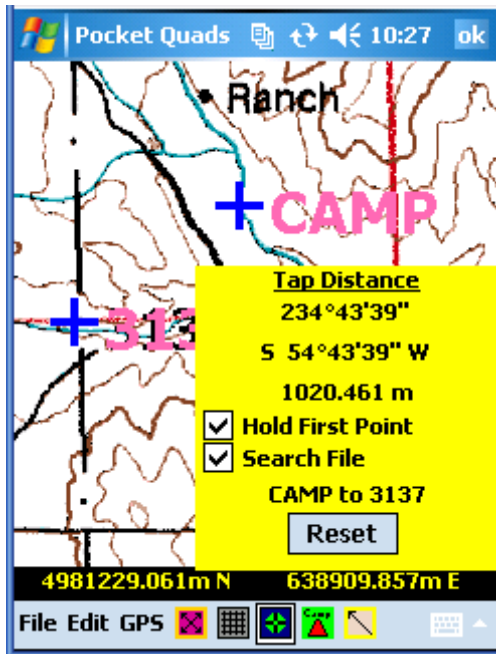 Pocket Quads 10:27 ok
Ranch
CAMP
Tap Distance
234°43'39"
S 54°43'39" W
313
1020.461 m
Hold First Point
Search File
CAMP to 3137
Reset
4981229.061m N 638909.857m E
File Edit GPS Camp